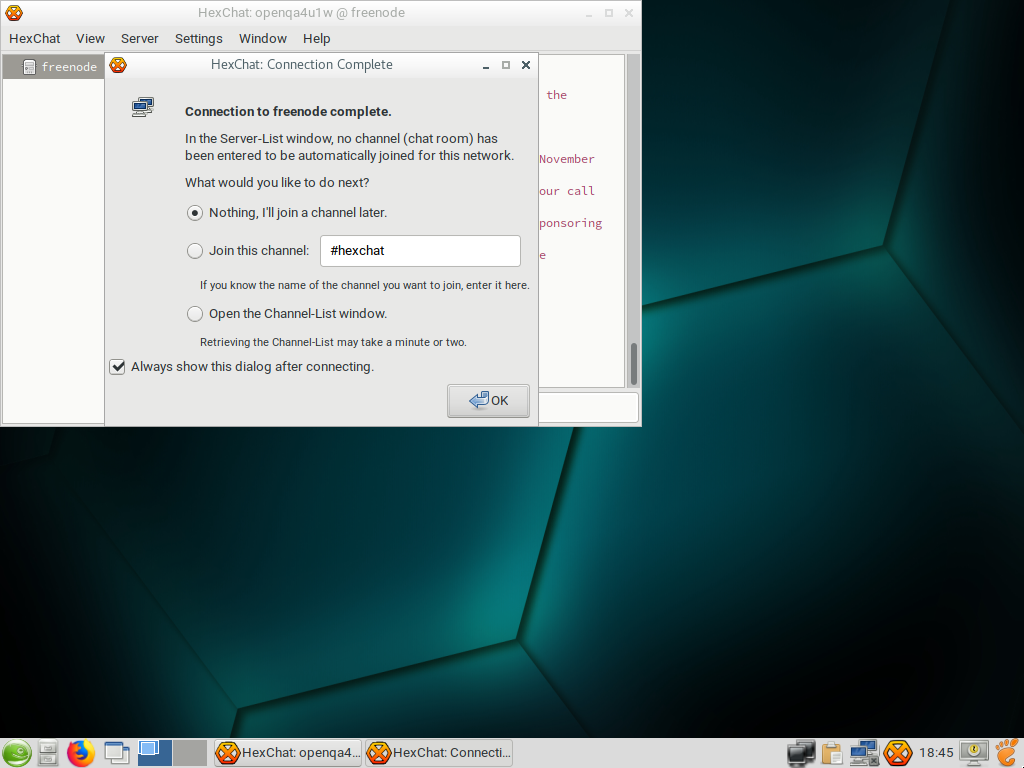 HexChat: openqa4u1w @ freenode
HexChat View Server Settings Window Help
freenode
HexChat: Connection Complete
the
Connection to freenode complete.
In the Server-List window, no channel (chat room) has
been entered to be automatically joined for this network.
November
What would you like to do next?
our call
Nothing, I'll join a channel later.
ponsoring
Join this channel: #hexchat
e
If you know the name of the channel you want to join, enter it here.
Open the Channel-List window.
Retrieving the Channel-List may take a minute or two.
Always show this dialog after connecting.
OK
HexChat: openqa4... HexChat: Connecti... 18:45